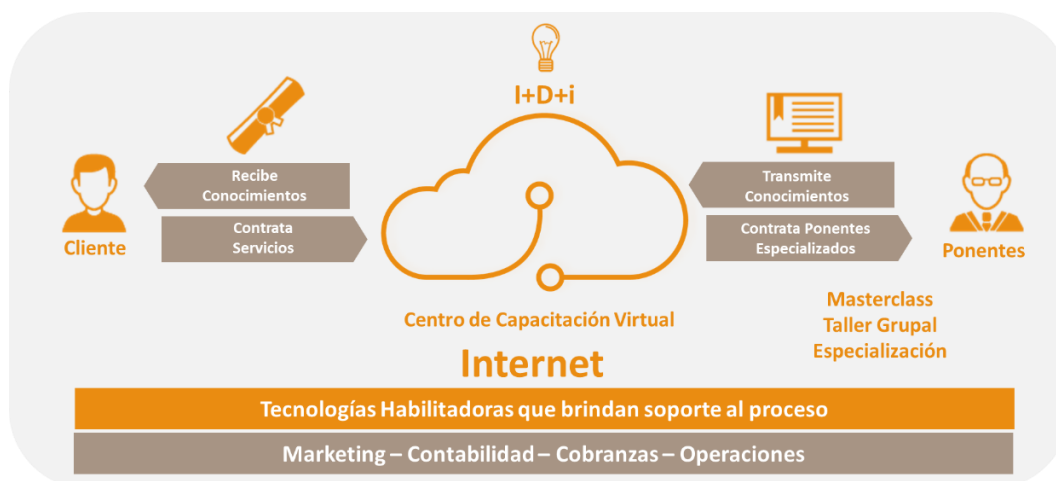 I+D+i
Recibe
Conocimientos
Contrata
Servicios
Cliente
Transmite
Conocimientos
Contrata Ponentes
Especializados
Ponentes
Centro de Capacitación Virtual
Masterclass
Taller Grupal
Especialización
Internet
Tecnologías Habilitadoras que brindan soporte al proceso
Marketing – Contabilidad – Cobranzas – Operaciones